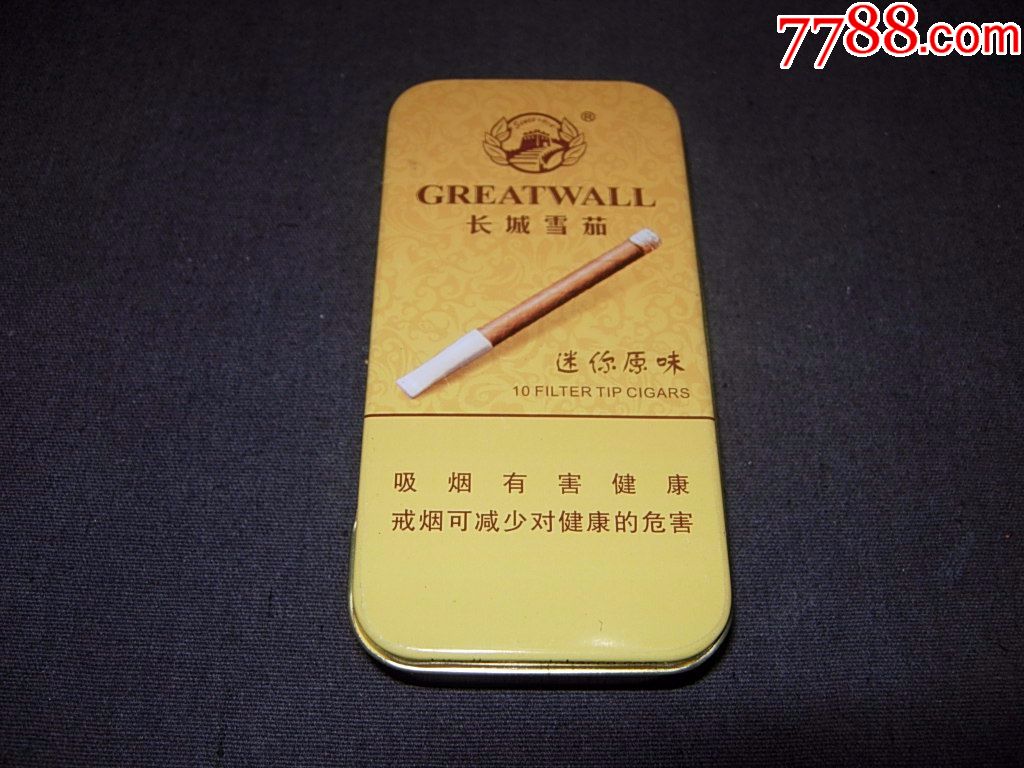 7788.com
®
GREATWALL
长城雪茄
迷你原味
10 FILTER TIP CIGARS
吸烟有害健康
戒烟可减少对健康的危害